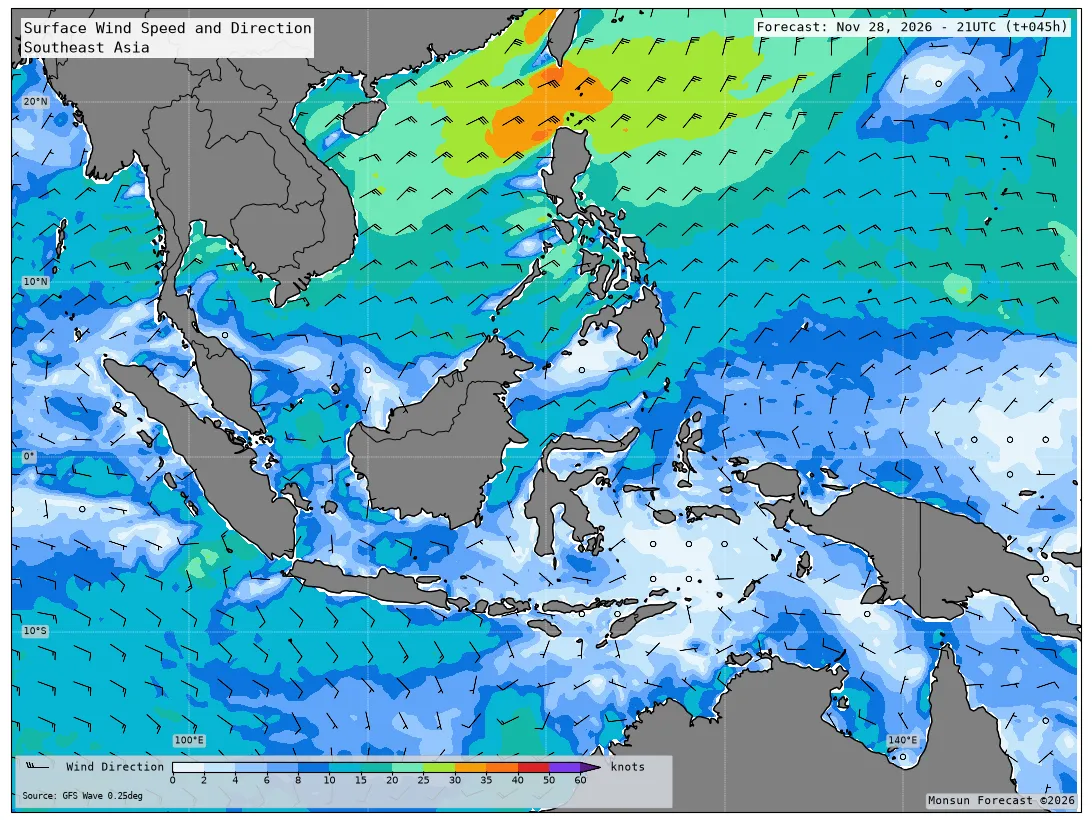 Surface Wind Speed and Direction
Southeast Asia
Forecast: Nov 28, 2026 - 21UTC (t+045h)
20°N
10°N
0°
10°S
100°E
140°E
Wind Direction
knots
0 2 4 6 8 10 15 20 25 30 35 40 50 60
Source: GFS Wave 0.25deg
Monsun Forecast ©2026